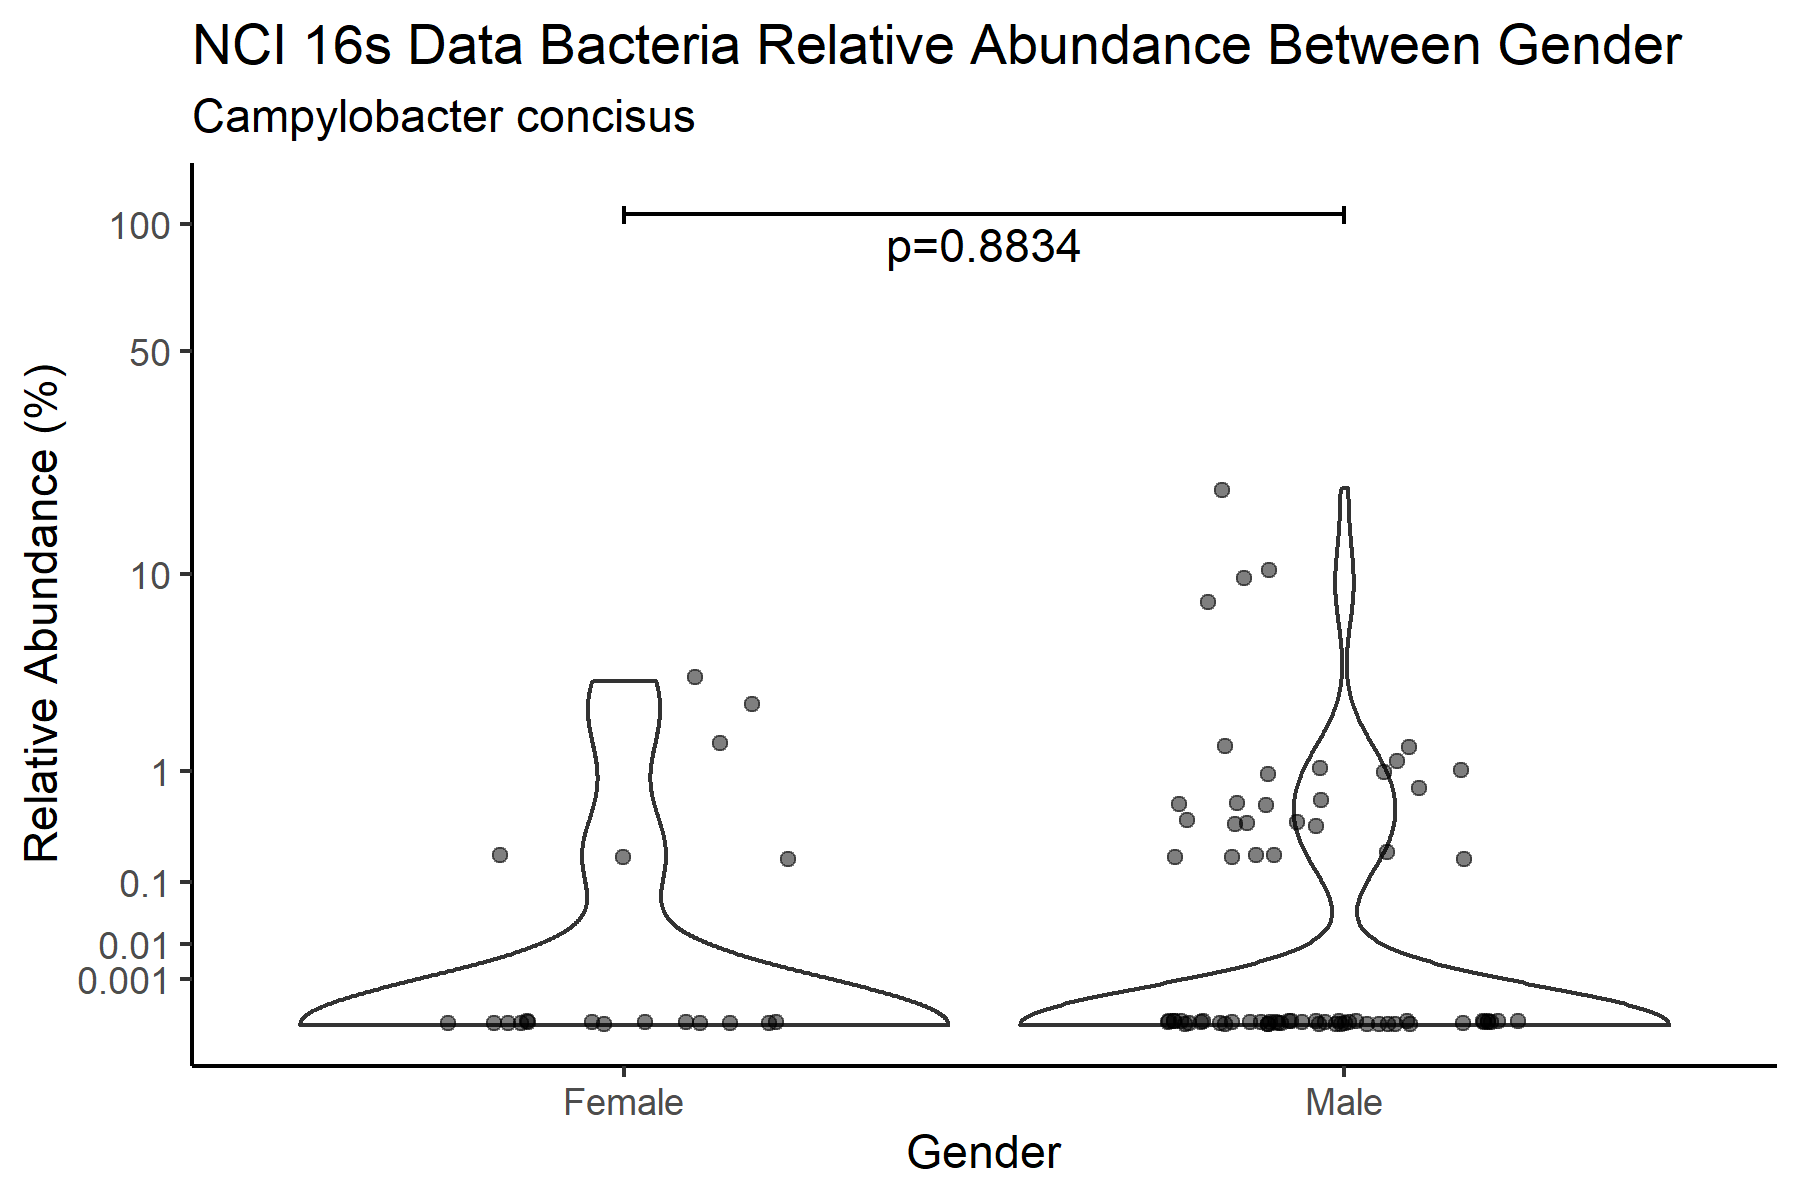 NCI 16s Data Bacteria Relative Abundance Between Gender
Campylobacter concisus
Relative Abundance (%)
100
50
10
1
0.1
0.01
0.001
p=0.8834
Female
Male
Gender